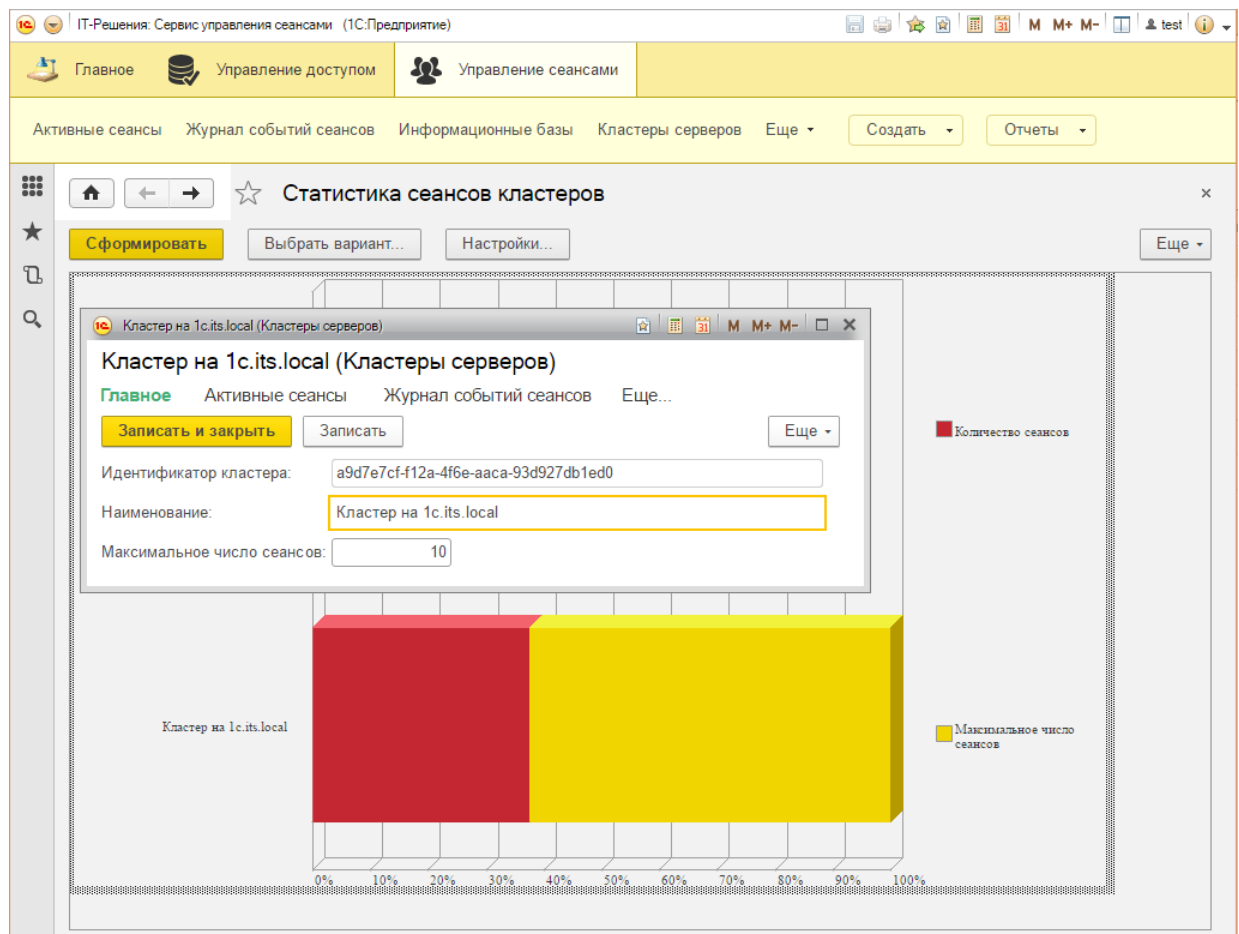 IT-Решения: Сервис управления сеансами (1С:Предприятие)
31 M M+ M- test
Главное Управление доступом Управление сеансами
Активные сеансы Журнал событий сеансов Информационные базы Кластеры серверов Еще Создать Отчеты
Статистика сеансов кластеров
Сформировать Выбрать вариант... Настройки... Еще
Кластер на 1c.its.local (Кластеры серверов) 31 M M+ M-
Кластер на 1c.its.local (Кластеры серверов)
Главное Активные сеансы Журнал событий сеансов Еще...
Записать и закрыть Записать Еще
Идентификатор кластера: a9d7e7cf-f12a-4f6e-aaca-93d927db1ed0
Наименование: Кластер на 1c.its.local
Максимальное число сеансов: 10
Количество сеансов
Кластер на 1c.its.local
Максимальное число
сеансов
0% 10% 20% 30% 40% 50% 60% 70% 80% 90% 100%